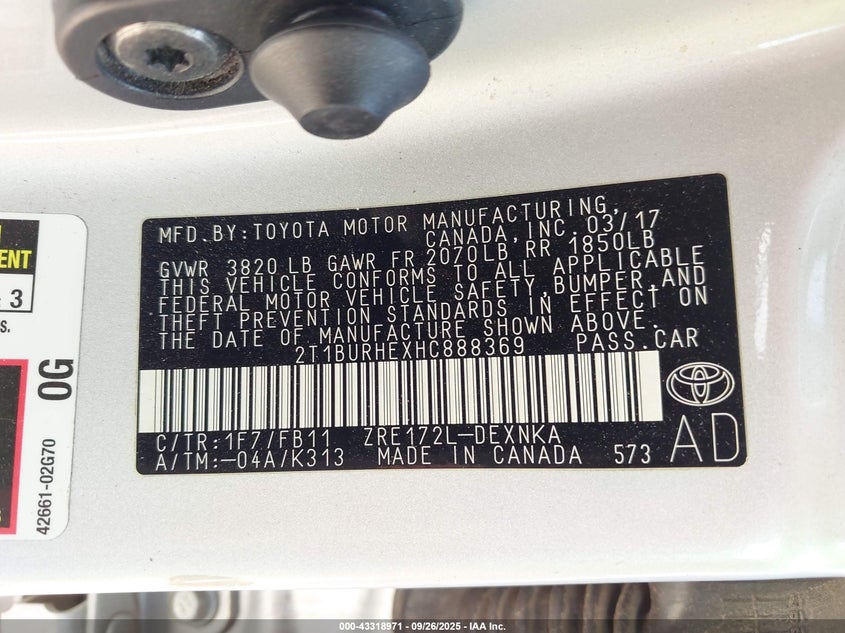 MFD. BY: TOYOTA MOTOR MANUFACTURING,
CANADA, INC. 03/17
GVWR 3820 LB GAWR FR 2070LB RR 1850LB
THIS VEHICLE CONFORMS TO ALL APPLICABLE
FEDERAL MOTOR VEHICLE SAFETY, BUMPER, AND
THEFT PREVENTION STANDARDS IN EFFECT ON
THE DATE OF MANUFACTURE SHOWN ABOVE.
2T1BURHEXHC888369 PASS. CAR
C/TR: 1F7/FB11 ZRE172L-DEXNKA
A/TM: -04A/K313 MADE IN CANADA 573
AD
3
0G
42661-02G70
000-43318971 - 09/26/2025 - IAA Inc.